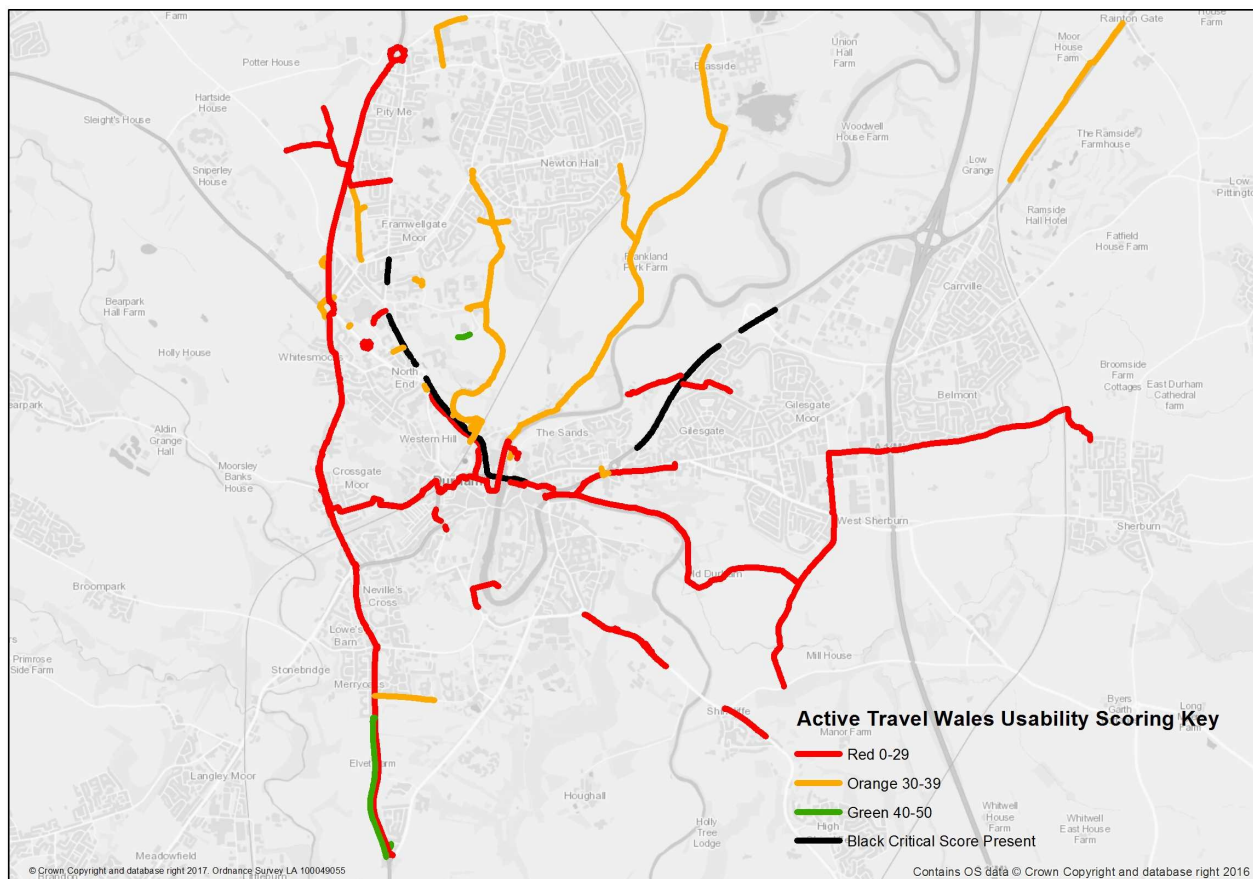 Farm
House
Farm
Rainton Gate
Potter House
Union
Hall Farm
Moor
House
Farm
Brasside
Hartside
House
Pity Me
Sleight's House
Woodwell
House Farm
The Ramside
Farmhouse
Newton Hall
Low
Grange
Sniperley
House
Low
Pittington
Ramside
Hall Hotel
Framwellgate
Moor
Fatfield
House Farm
Frankland
Park Farm
Carrville
Bearpark
Hall Farm
Holly House
Whitesmocks
Broomside
Farm
Cottages
North
End
East Durham
Cathedral
farm
Belmont
Bearpark
Gilesgate
Moor
Aldin
Grange
Hall
Western Hill
The Sands
Gilesgate
A1(M)
Crossgate
Moor
Moorsley
Banks
House
Durham
West Sherburn
Sherburn
Old Durham
Broompark
Neville's
Cross
Lowe's
Barn
Mill House
Primrose
Side Farm
Stonebridge
Merryoaks
Byers
Garth
Long
Shincliffe
Manor Farm
Active Travel Wales Usability Scoring Key
Red 0-29
Orange 30-39
Green 40-50
Black Critical Score Present
Langley Moor
Houghall
Holly
Tree
Lodge
High
Whitwell
House
Farm
Whitwell
East House
Farm
Meadowfield
Brandon
Littleburn
© Crown Copyright and database right 2017. Ordnance Survey LA 100049055
Contains OS data © Crown Copyright and database right 2016